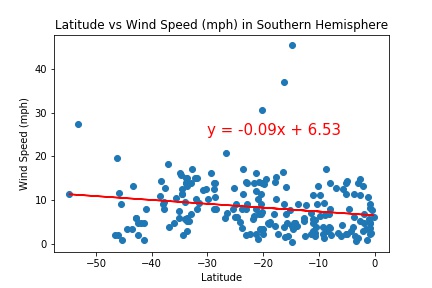 Latitude vs Wind Speed (mph) in Southern Hemisphere
Wind Speed (mph)
40
30
20
10
0
y = -0.09x + 6.53
−50
−40
−30
−20
−10
0
Latitude